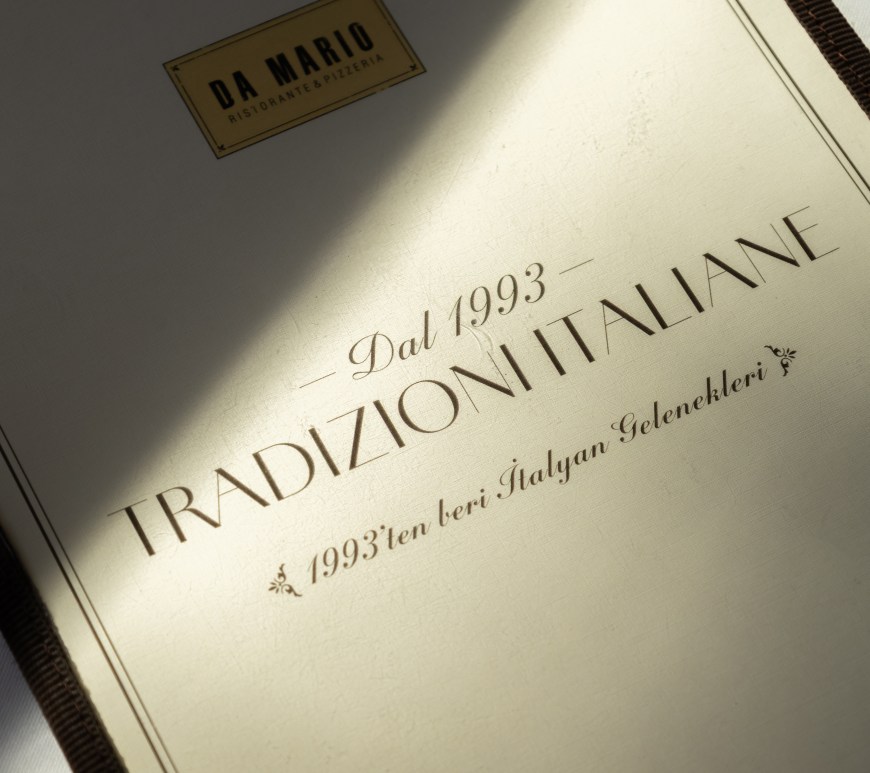 DA MARIO
RISTORANTE & PIZZERIA
— Dal 1993 —
TRADIZIONI ITALIANE
1993'ten beri İtalyan Gelenekleri